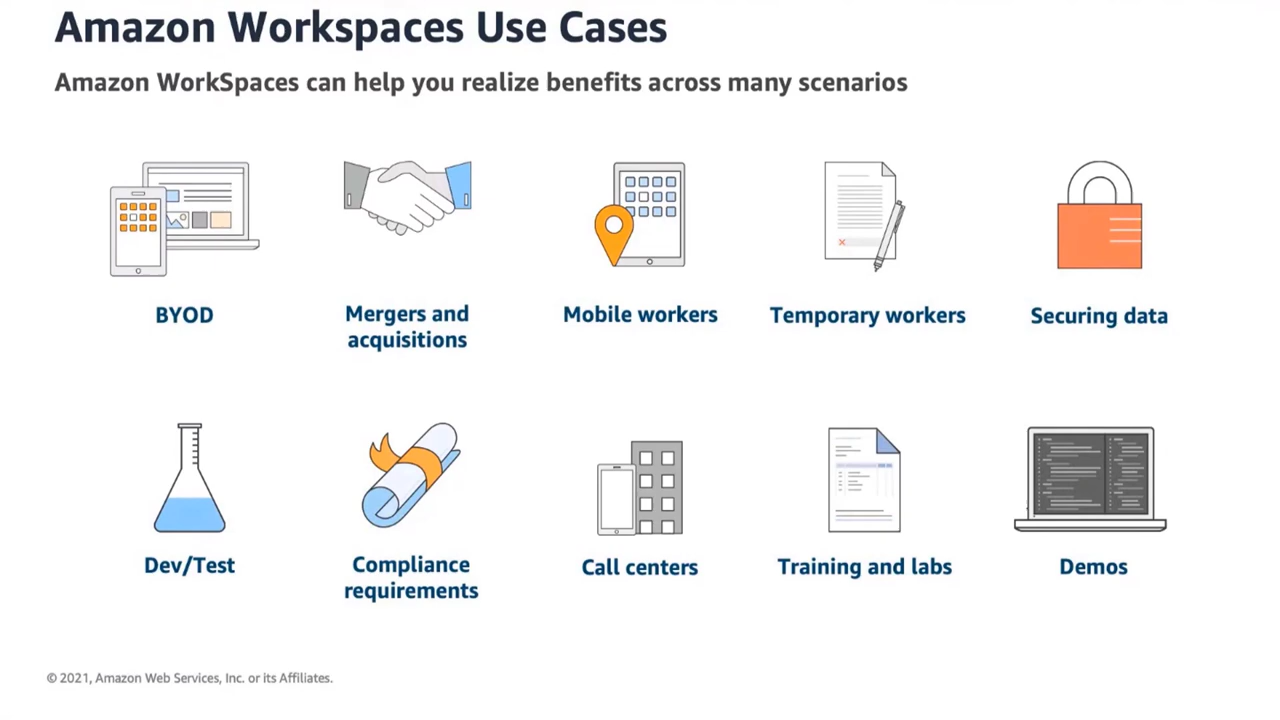 Amazon Workspaces Use Cases
Amazon WorkSpaces can help you realize benefits across many scenarios
BYOD
Mergers and
acquisitions
Mobile workers
Temporary workers
Securing data
Dev/Test
Compliance
requirements
Call centers
Training and labs
Demos
© 2021, Amazon Web Services, Inc. or its Affiliates.